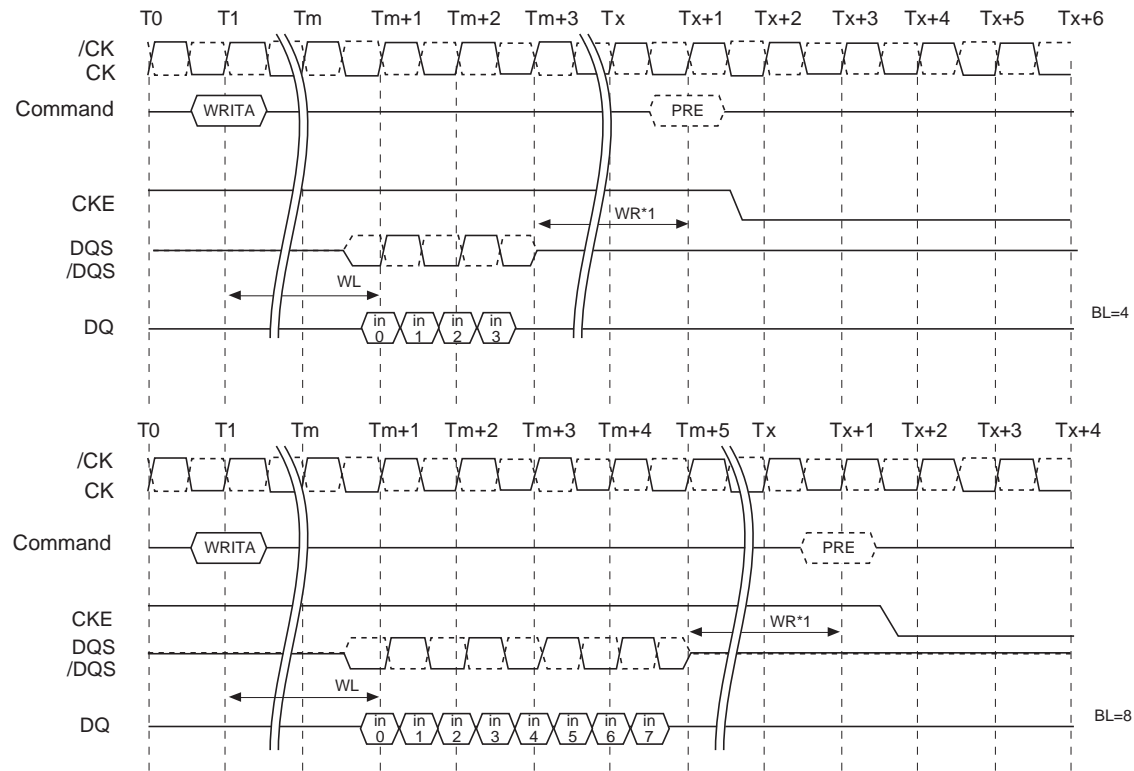 T0 T1 Tm Tm+1 Tm+2 Tm+3 Tx Tx+1 Tx+2 Tx+3 Tx+4 Tx+5 Tx+6
/CK
CK
Command WRITA PRE
CKE
WR*1
DQS
/DQS
WL
DQ in 0 in 1 in 2 in 3
BL=4
T0 T1 Tm Tm+1 Tm+2 Tm+3 Tm+4 Tm+5 Tx Tx+1 Tx+2 Tx+3 Tx+4
/CK
CK
Command WRITA PRE
CKE
WR*1
DQS
/DQS
WL
DQ in 0 in 1 in 2 in 3 in 4 in 5 in 6 in 7
BL=8